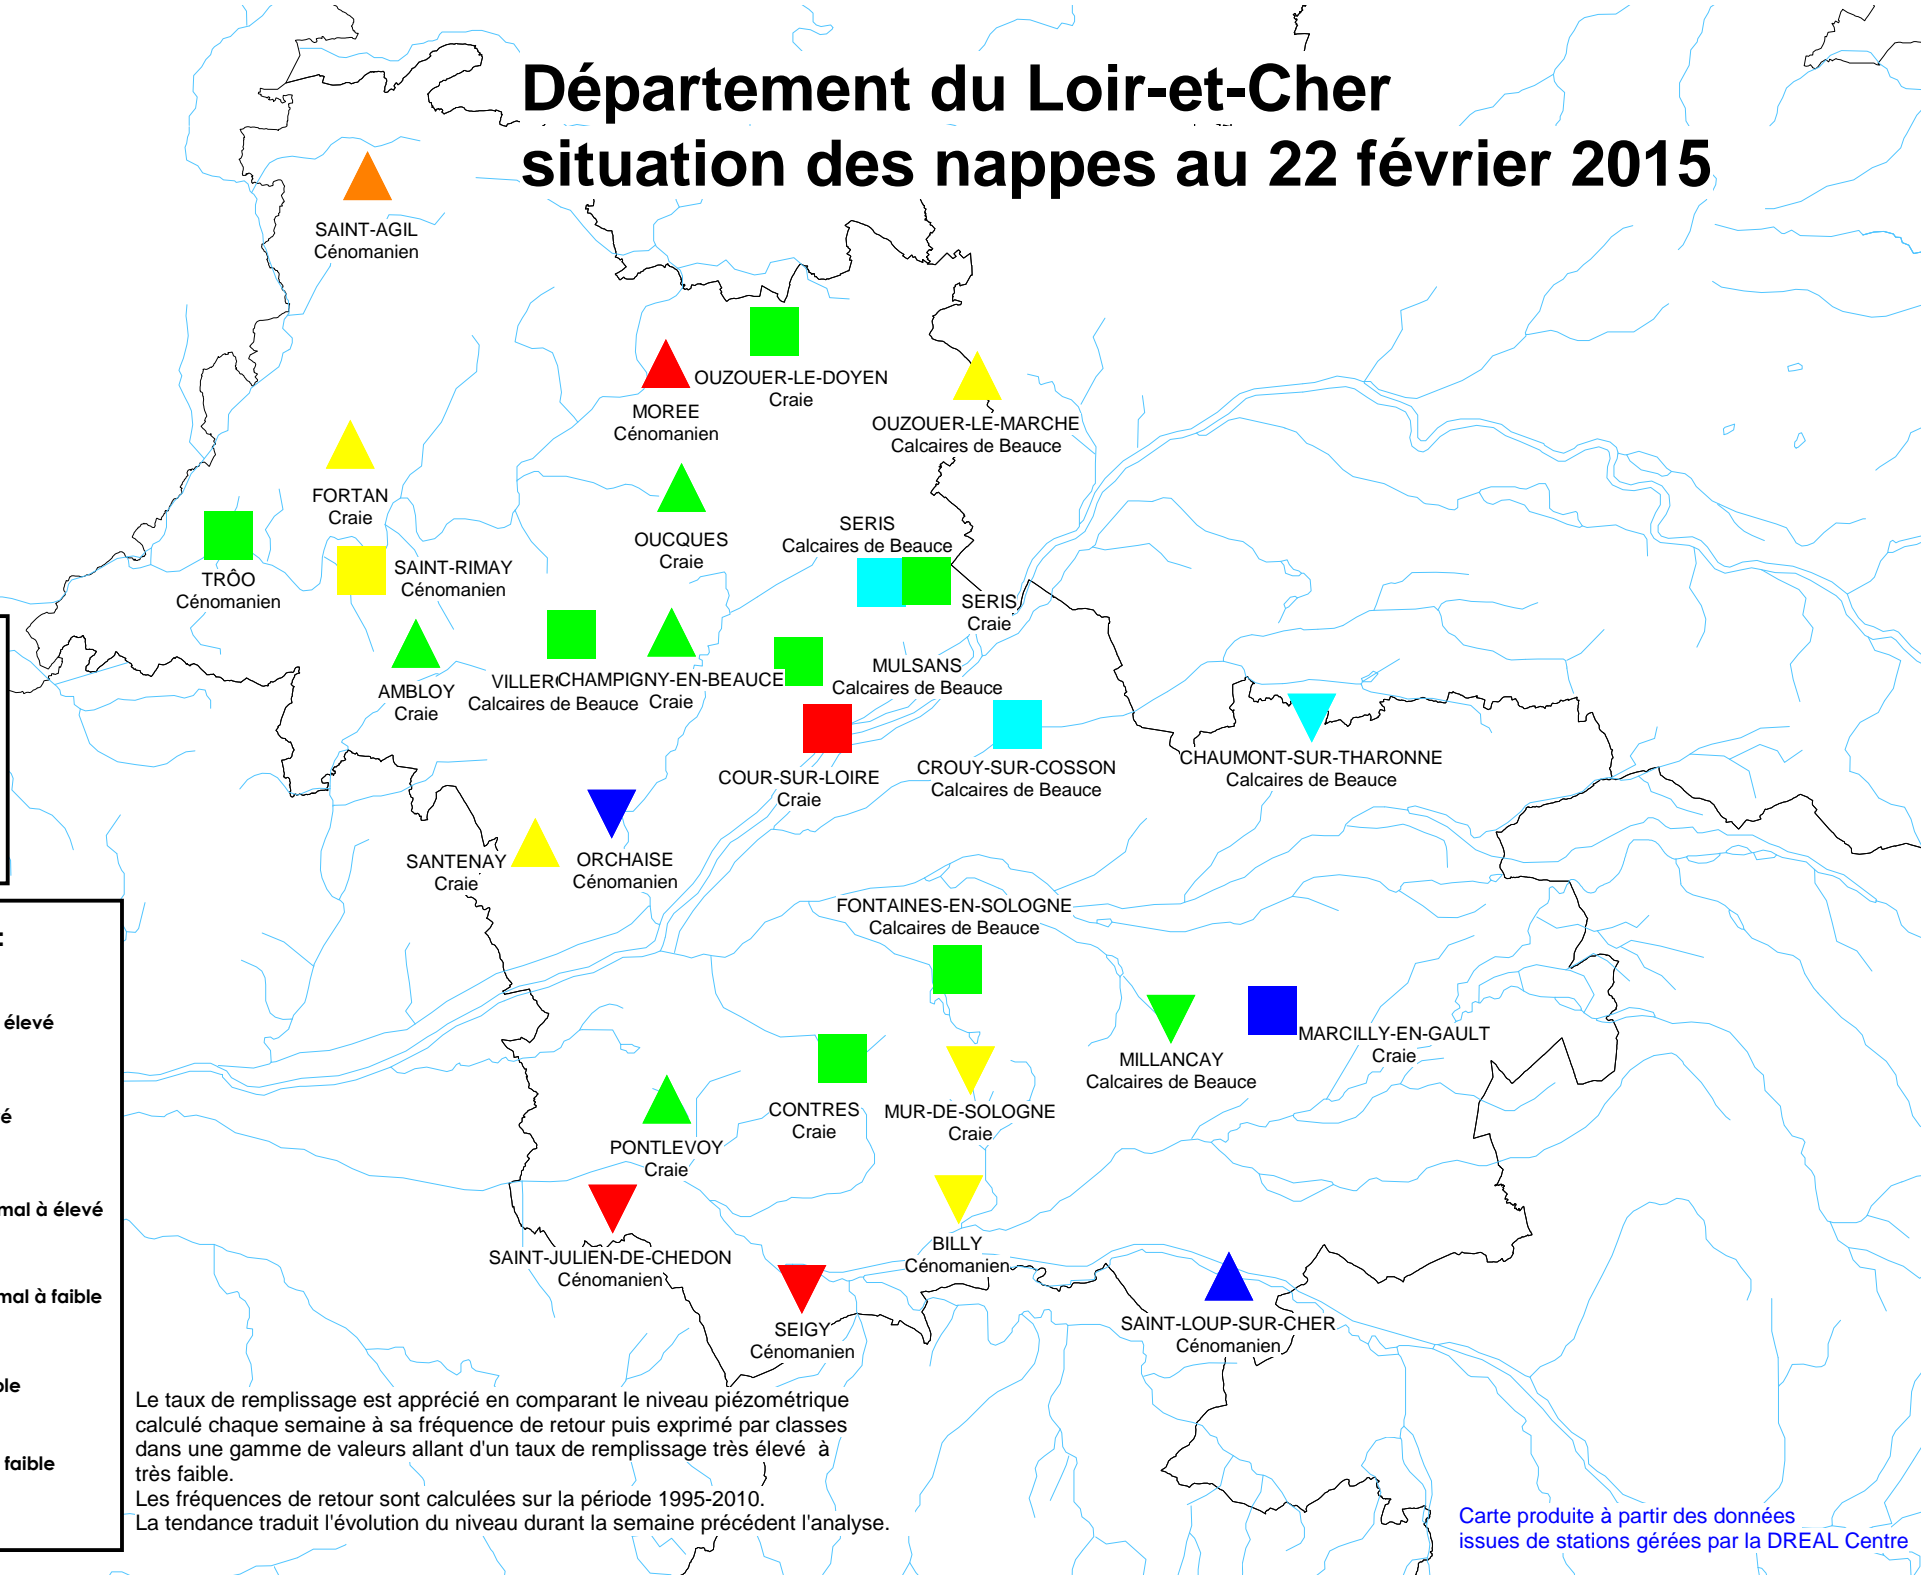 Département du Loir-et-Cher
situation des nappes au 22 février 2015
SAINT-AGIL
Cénomanien
OUZOUER-LE-DOYEN
Craie
MOREE
Cénomanien
OUZOUER-LE-MARCHE
Calcaires de Beauce
FORTAN
Craie
OUCQUES
Craie
SERIS
Calcaires de Beauce
TRÔO
Cénomanien
SAINT-RIMAY
Cénomanien
SERIS
Craie
AMBLOY
Craie
VILLER
Calcaires de Beauce
CHAMPIGNY-EN-BEAUCE
Craie
MULSANS
Calcaires de Beauce
COUR-SUR-LOIRE
Craie
CROUY-SUR-COSSON
Calcaires de Beauce
CHAUMONT-SUR-THARONNE
Calcaires de Beauce
SANTENAY
Craie
ORCHAISE
Cénomanien
FONTAINES-EN-SOLOGNE
Calcaires de Beauce
MARCILLY-EN-GAULT
Craie
MILLANCAY
Calcaires de Beauce
CONTRES
Craie
MUR-DE-SOLOGNE
Craie
PONTLEVOY
Craie
SAINT-JULIEN-DE-CHEDON
Cénomanien
BILLY
Cénomanien
SEIGY
Cénomanien
SAINT-LOUP-SUR-CHER
Cénomanien
:
élevé
é
mal à élevé
mal à faible
ble
faible
Le taux de remplissage est apprécié en comparant le niveau piézométrique
calculé chaque semaine à sa fréquence de retour puis exprimé par classes
dans une gamme de valeurs allant d'un taux de remplissage très élevé à
très faible.
Les fréquences de retour sont calculées sur la période 1995-2010.
La tendance traduit l'évolution du niveau durant la semaine précédent l'analyse.
Carte produite à partir des données
issues de stations gérées par la DREAL Centre